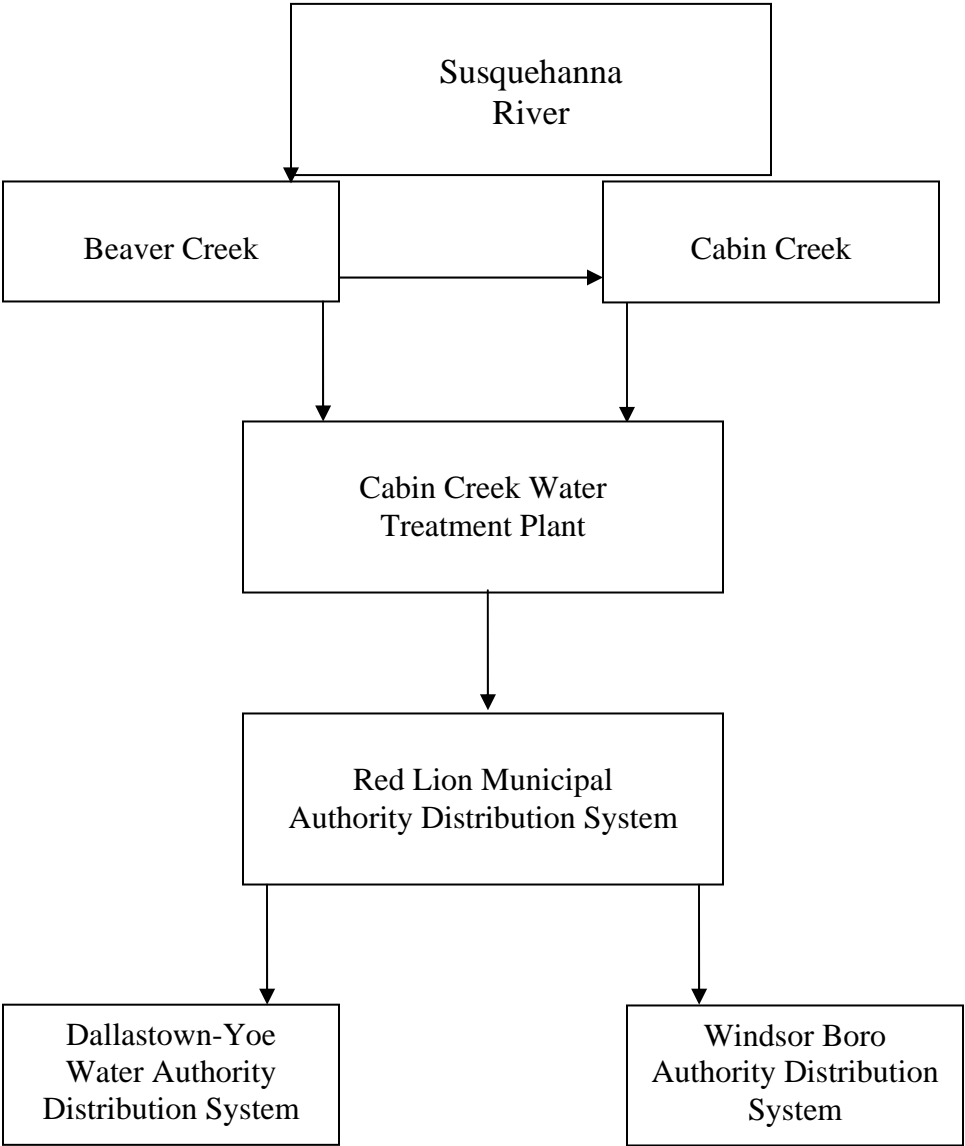 Susquehanna
River
Beaver Creek
Cabin Creek
Cabin Creek Water
Treatment Plant
Red Lion Municipal
Authority Distribution System
Dallastown-Yoe
Water Authority
Distribution System
Windsor Boro
Authority Distribution
System